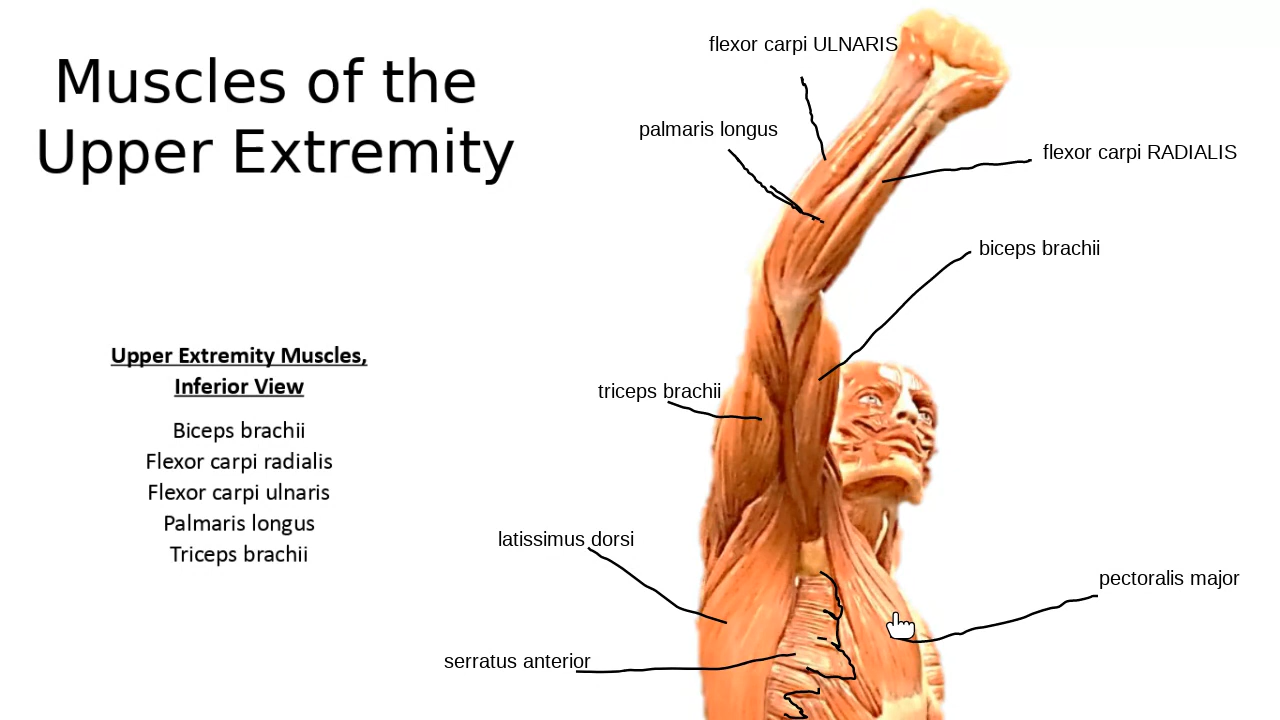 Muscles of the
Upper Extremity
flexor carpi ULNARIS
palmaris longus
flexor carpi RADIALIS
biceps brachii
Upper Extremity Muscles,
Inferior View
Biceps brachii
Flexor carpi radialis
Flexor carpi ulnaris
Palmaris longus
Triceps brachii
triceps brachii
latissimus dorsi
pectoralis major
serratus anterior